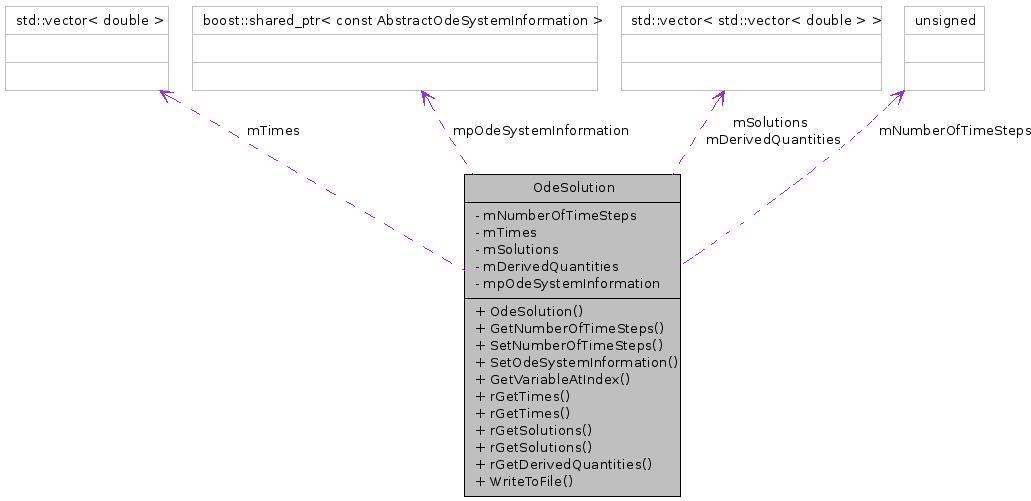 std::vector< double >
boost::shared_ptr< const AbstractOdeSystemInformation >
std::vector< std::vector< double > >
unsigned
mTimes
mpOdeSystemInformation
mSolutions
mDerivedQuantities
mNumberOfTimeSteps
OdeSolution
- mNumberOfTimeSteps
- mTimes
- mSolutions
- mDerivedQuantities
- mpOdeSystemInformation
+ OdeSolution()
+ GetNumberOfTimeSteps()
+ SetNumberOfTimeSteps()
+ SetOdeSystemInformation()
+ GetVariableAtIndex()
+ rGetTimes()
+ rGetTimes()
+ rGetSolutions()
+ rGetSolutions()
+ rGetDerivedQuantities()
+ WriteToFile()